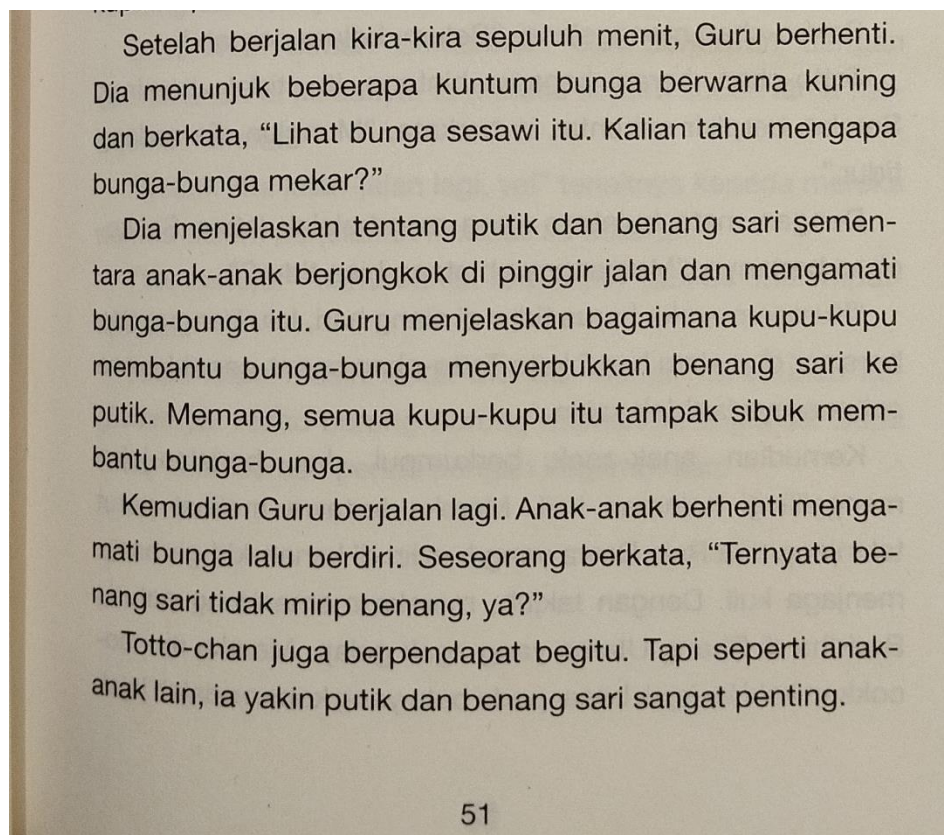 Setelah berjalan kira-kira sepuluh menit, Guru berhenti.
Dia menunjuk beberapa kuntum bunga berwarna kuning
dan berkata, “Lihat bunga sesawi itu. Kalian tahu mengapa
bunga-bunga mekar?”
Dia menjelaskan tentang putik dan benang sari semen-
tara anak-anak berjongkok di pinggir jalan dan mengamati
bunga-bunga itu. Guru menjelaskan bagaimana kupu-kupu
membantu bunga-bunga menyerbukkan benang sari ke
putik. Memang, semua kupu-kupu itu tampak sibuk mem-
bantu bunga-bunga.
Kemudian Guru berjalan lagi. Anak-anak berhenti menga-
mati bunga lalu berdiri. Seseorang berkata, “Ternyata be-
nang sari tidak mirip benang, ya?”
Totto-chan juga berpendapat begitu. Tapi seperti anak-
anak lain, ia yakin putik dan benang sari sangat penting.
51